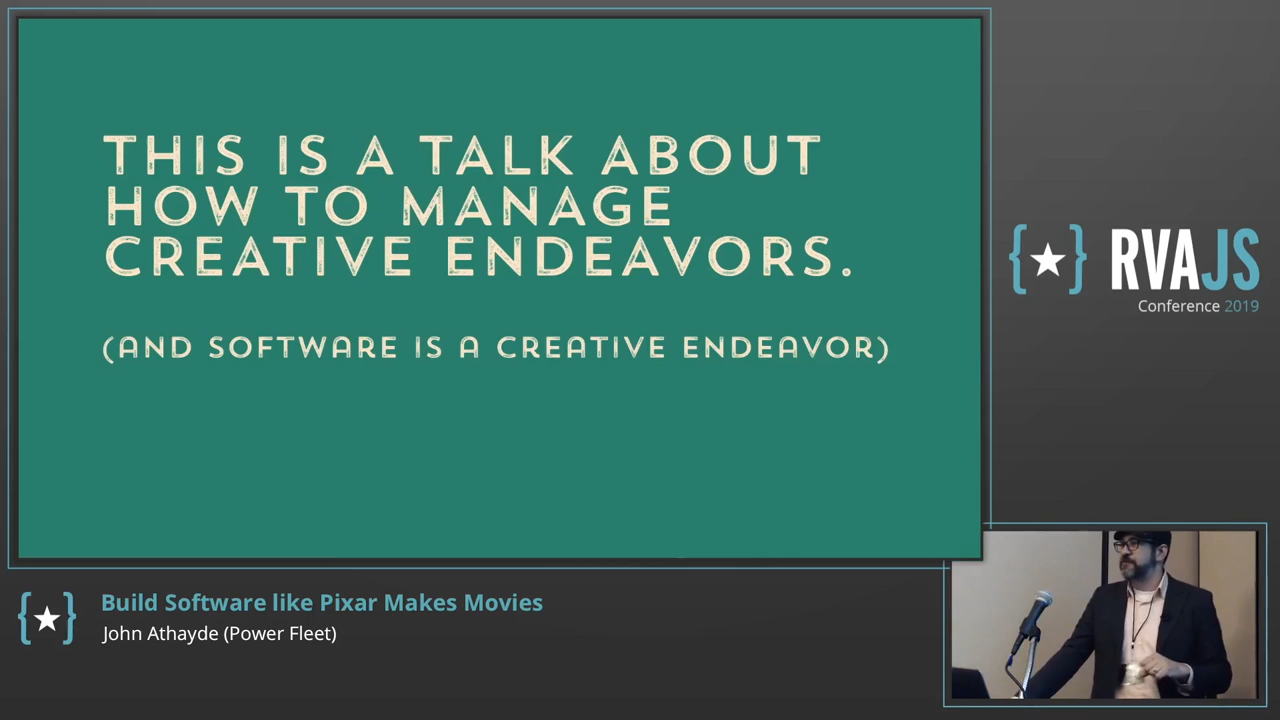 THIS IS A TALK ABOUT
HOW TO MANAGE
CREATIVE ENDEAVORS.
(AND SOFTWARE IS A CREATIVE ENDEAVOR)
{★} RVAJS
Conference 2019
{★} Build Software like Pixar Makes Movies
John Athayde (Power Fleet)